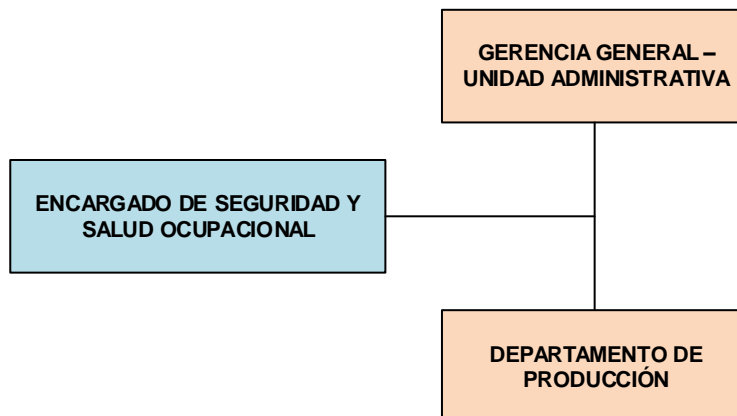 GERENCIA GENERAL –
UNIDAD ADMINISTRATIVA
ENCARGADO DE SEGURIDAD Y
SALUD OCUPACIONAL
DEPARTAMENTO DE
PRODUCCIÓN